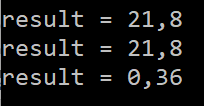 result = 21,8
result = 21,8
result = 0,36